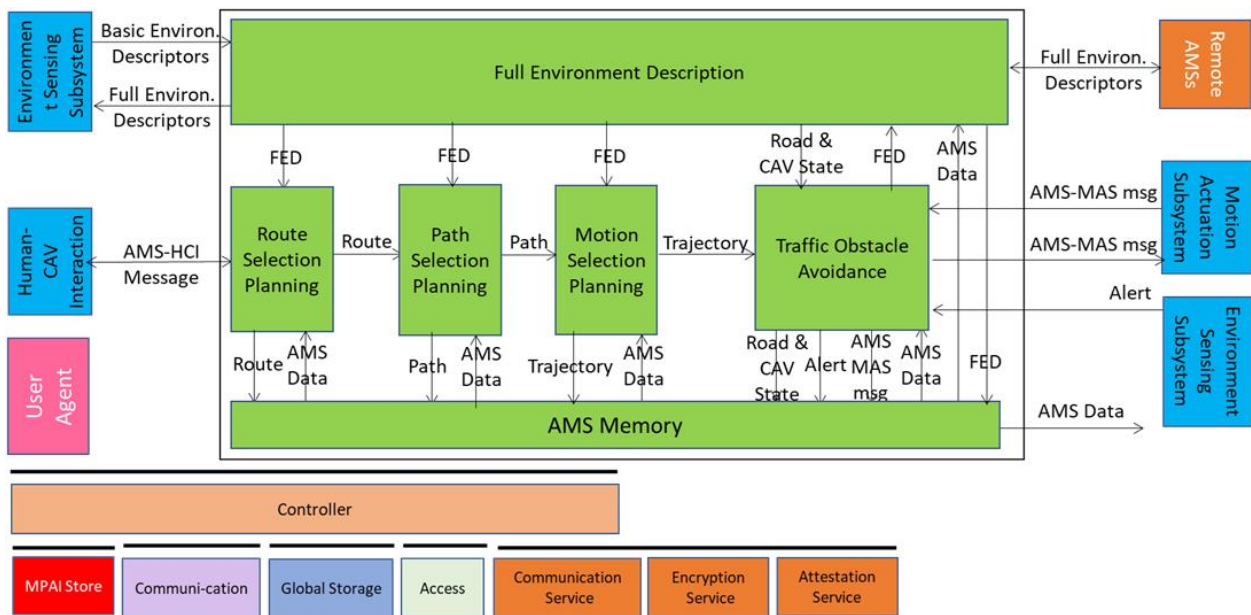 Environmen
t Sensing
Subsystem
Basic Environ.
Descriptors
Full Environ.
Descriptors
Full Environment Description
Full Environ.
Descriptors
Remote
AMSs
FED
FED
FED
Road &
CAV State
FED
AMS
Data
Human-
CAV
Interaction
AMS-HCI
Message
Route
Selection
Planning
Route
Path
Selection
Planning
Path
Motion
Selection
Planning
Trajectory
Traffic Obstacle
Avoidance
AMS-MAS msg
AMS-MAS msg
Motion
Actuation
Subsystem
Alert
Environment
Sensing
Subsystem
User
Agent
Route
AMS
Data
Path
AMS
Data
Trajectory
AMS
Data
Road &
CAV
State
Alert
AMS
MAS
msg
AMS
Data
FED
AMS Memory
AMS Data
Controller
MPAI Store
Communi-cation
Global Storage
Access
Communication
Service
Encryption
Service
Attestation
Service